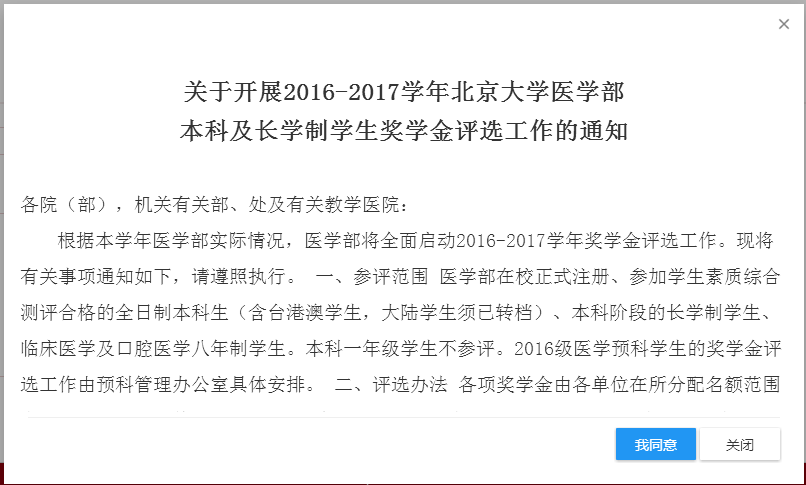 关于开展2016-2017学年北京大学医学部
本科及长学制学生奖学金评选工作的通知
各院（部），机关有关部、处及有关教学医院：
根据本学年医学部实际情况，医学部将全面启动2016-2017学年奖学金评选工作。现将
有关事项通知如下，请遵照执行。 一、参评范围 医学部在校正式注册、参加学生素质综合
测评合格的全日制本科生（含台港澳学生，大陆学生须已转档）、本科阶段的长学制学生、
临床医学及口腔医学八年制学生。本科一年级学生不参评。2016级医学预科学生的奖学金评
选工作由预科管理办公室具体安排。 二、评选办法 各项奖学金由各单位在所分配名额范围
我同意 关闭